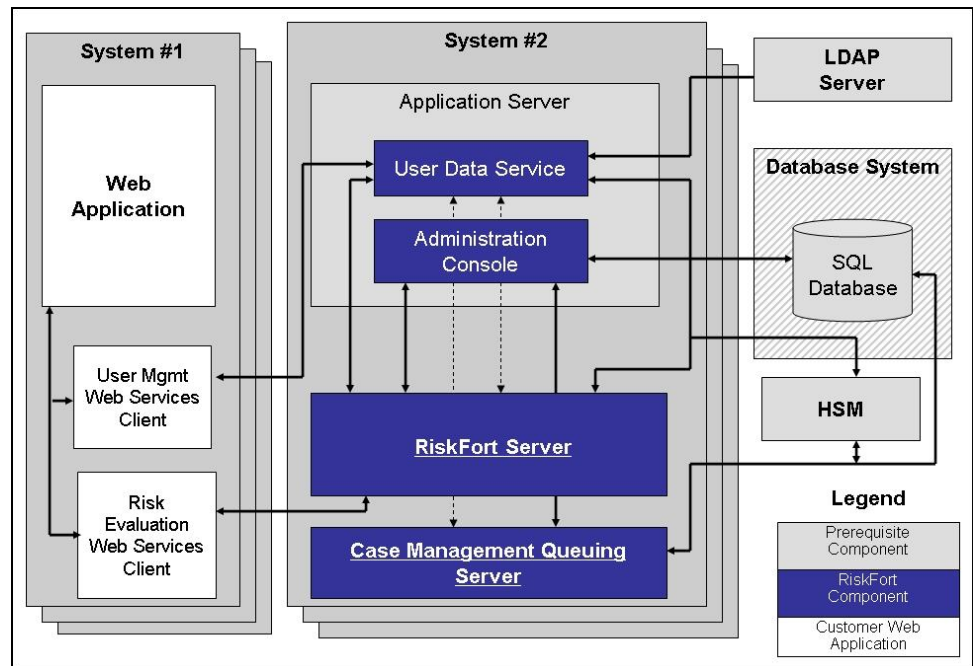 System #1
Web
Application
User Mgmt
Web Services
Client
Risk
Evaluation
Web Services
Client
System #2
Application Server
User Data Service
Administration
Console
RiskFort Server
Case Management Queuing
Server
LDAP
Server
Database System
SQL
Database
HSM
Legend
Prerequisite
Component
RiskFort
Component
Customer Web
Application